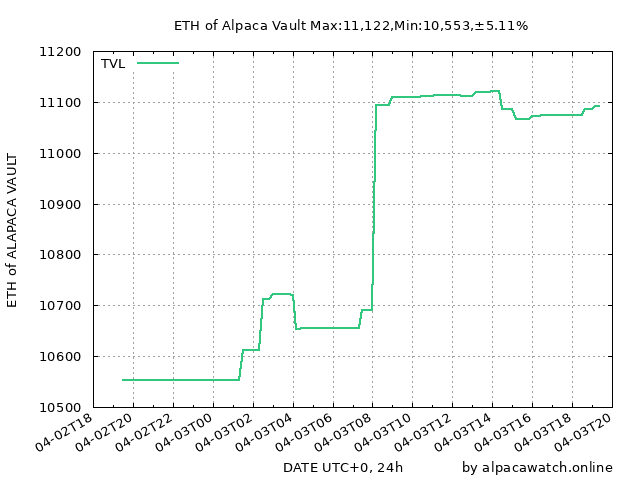 ETH of Alpaca Vault Max:11,122,Min:10,553,±5.11%
TVL
ETH of ALAPACA VAULT
11200
11100
11000
10900
10800
10700
10600
10500
04-02T18
04-02T20
04-02T22
04-03T00
04-03T02
04-03T04
04-03T06
04-03T08
04-03T10
04-03T12
04-03T14
04-03T16
04-03T18
04-03T20
DATE UTC+0, 24h
by alpacawatch.online